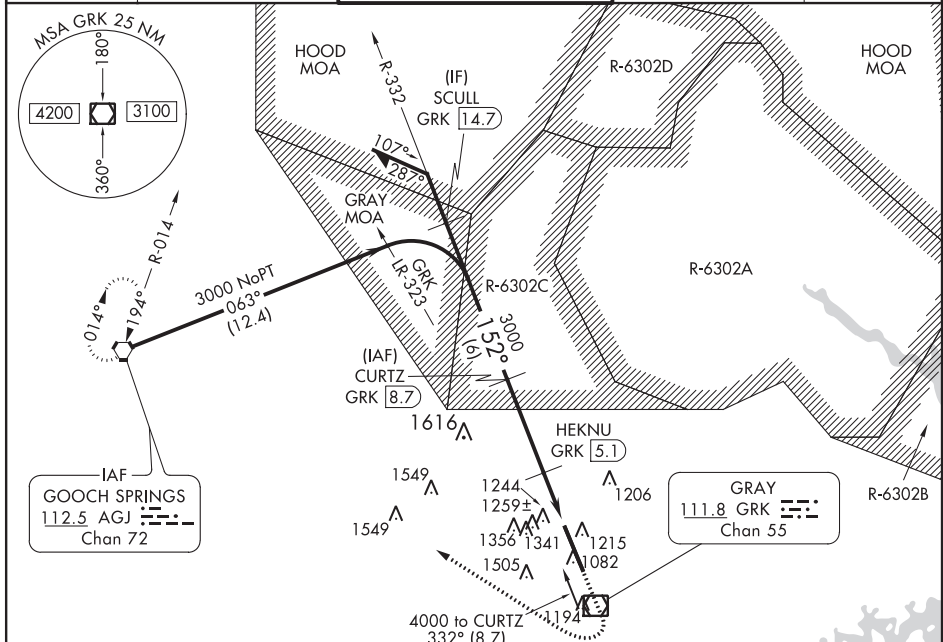 MSA GRK 25 NM
180°
4200
3100
360°
HOOD
MOA
R-332
(IF)
SCULL
GRK 14.7
R-6302D
HOOD
MOA
107°
287°
GRAY
MOA
R-014
014°
194°
3000 NoPT
063°
(12.4)
GRK
LR-323
R-6302C
R-6302A
3000
152°
(6)
(IAF)
CURTZ
GRK 8.7
1616
HEKNU
GRK 5.1
R-6302B
IAF
GOOCH SPRINGS
112.5 AGJ
Chan 72
1549
1549
1244
1259±
1356
1341
1206
1215
1082
1505
1194
GRAY
111.8 GRK
Chan 55
4000 to CURTZ
332° (8.7)